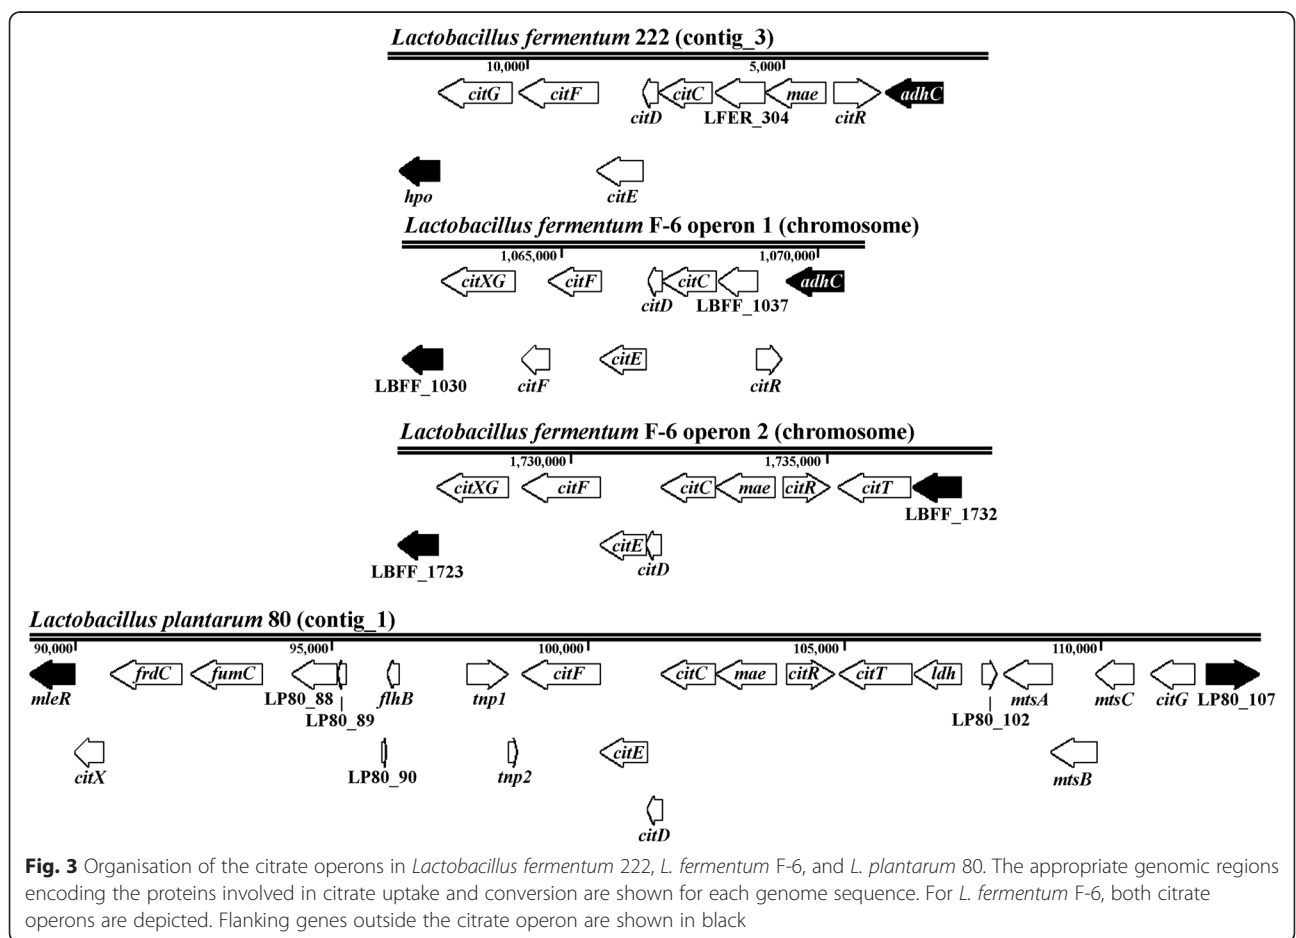 Lactobacillus fermentum 222 (contig_3)
10,000 5,000
citG citF citC mae adhC
citD LFER_304 citR
hpo citE
Lactobacillus fermentum F-6 operon 1 (chromosome)
1,065,000 1,070,000
citXG citF citC adhC
citD LBFF_1037
citE
LBFF_1030 citF citR
Lactobacillus fermentum F-6 operon 2 (chromosome)
1,730,000 1,735,000
citXG citF citC mae citR citT
LBFF_1732
citE
LBFF_1723 citD
Lactobacillus plantarum 80 (contig_1)
90,000 95,000 100,000 105,000 110,000
frdC fumC citF citC mae citR citT ldh
mleR LP80_88 flhB tnp1 mtsA mtsC citG LP80_107
LP80_89 LP80_102
citE
citX LP80_90 tnp2 mtsB
citD
Fig. 3 Organisation of the citrate operons in Lactobacillus fermentum 222, L. fermentum F-6, and L. plantarum 80. The appropriate genomic regions
encoding the proteins involved in citrate uptake and conversion are shown for each genome sequence. For L. fermentum F-6, both citrate
operons are depicted. Flanking genes outside the citrate operon are shown in black